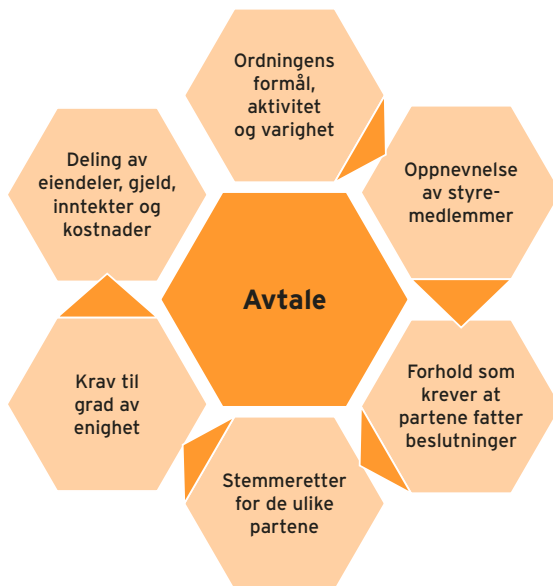 Ordningens
formål,
aktivitet
og varighet
Oppnevnelse
av styre-
medlemmer
Forhold som
krever at
partene fatter
beslutninger
Stemmeretter
for de ulike
partene
Krav til
grad av
enighet
Deling av
eiendeler, gjeld,
inntekter og
kostnader
Avtale